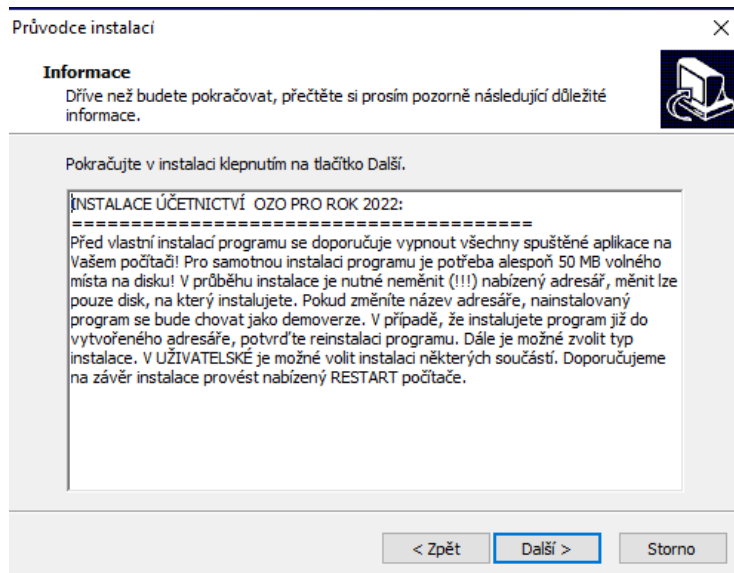 Průvodce instalací
Informace
Dříve než budete pokračovat, přečtěte si prosím pozorně následující důležité
informace.
Pokračujte v instalaci klepnutím na tlačítko Další.
INSTALACE ÚČETNICTVÍ  OZO PRO ROK 2022:
=======================================
Před vlastní instalací programu se doporučuje vypnout všechny spuštěné aplikace na
Vašem počítači! Pro samotnou instalaci programu je potřeba alespoň 50 MB volného
místa na disku! V průběhu instalace je nutné neměnit (!!!) nabízený adresář, měnit lze
pouze disk, na který instalujete. Pokud změníte název adresáře, nainstalovaný
program se bude chovat jako demoverze. V případě, že instalujete program již do
vytvořeného adresáře, potvrďte reinstalaci programu. Dále je možné zvolit typ
instalace. V UŽIVATELSKÉ je možné volit instalaci některých součástí. Doporučujeme
na závěr instalace provést nabízený RESTART počítače.
< Zpět
Další >
Storno